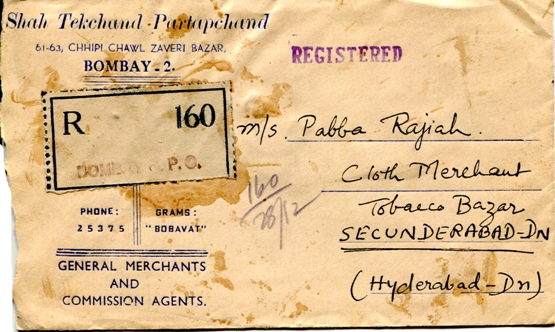 Shah Tekchand Partapchand
61-63, CHHIPI CHAWL ZAVERI BAZAR,
BOMBAY-2.
REGISTERED
R 160
G.P.O.
M/s. Pabba Rajiah.
Cloth Merchant
Tobacco Bazar
SECUNDERABAD-DN
(Hyderabad-Dn)
160
28/12
PHONE:
25375
GRAMS:
"BOBAVAT"
GENERAL MERCHANTS
AND
COMMISSION AGENTS.